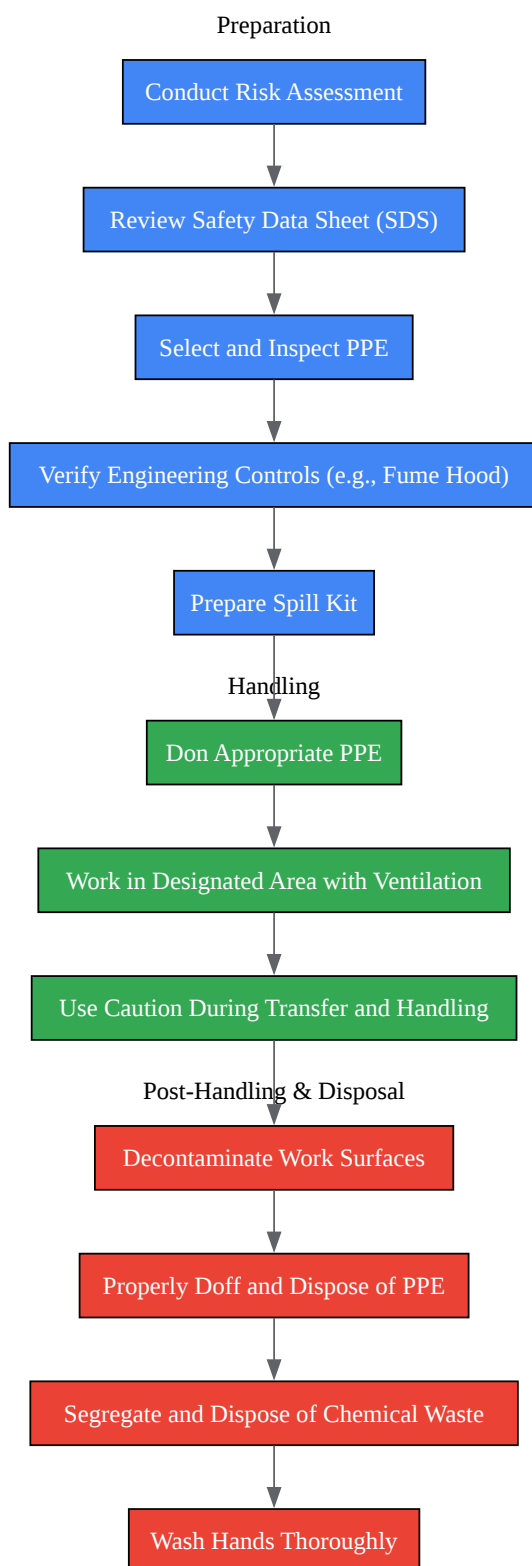 Preparation
Conduct Risk Assessment
Review Safety Data Sheet (SDS)
Select and Inspect PPE
Verify Engineering Controls (e.g., Fume Hood)
Prepare Spill Kit
Handling
Don Appropriate PPE
Work in Designated Area with Ventilation
Use Caution During Transfer and Handling
Post-Handling & Disposal
Decontaminate Work Surfaces
Properly Doff and Dispose of PPE
Segregate and Dispose of Chemical Waste
Wash Hands Thoroughly